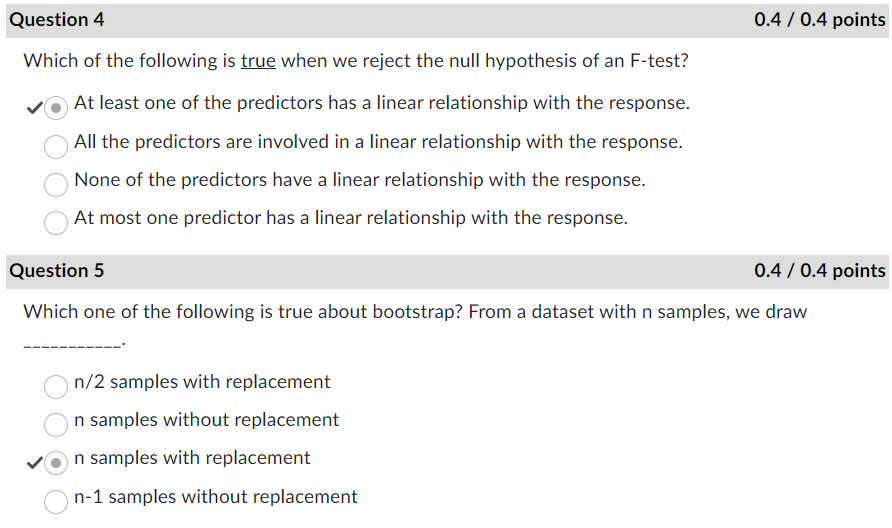 Question 4 0.4 / 0.4 points
Which of the following is true when we reject the null hypothesis of an F-test?
At least one of the predictors has a linear relationship with the response.
All the predictors are involved in a linear relationship with the response.
None of the predictors have a linear relationship with the response.
At most one predictor has a linear relationship with the response.
Question 5 0.4 / 0.4 points
Which one of the following is true about bootstrap? From a dataset with n samples, we draw
___________.
n/2 samples with replacement
n samples without replacement
n samples with replacement
n-1 samples without replacement